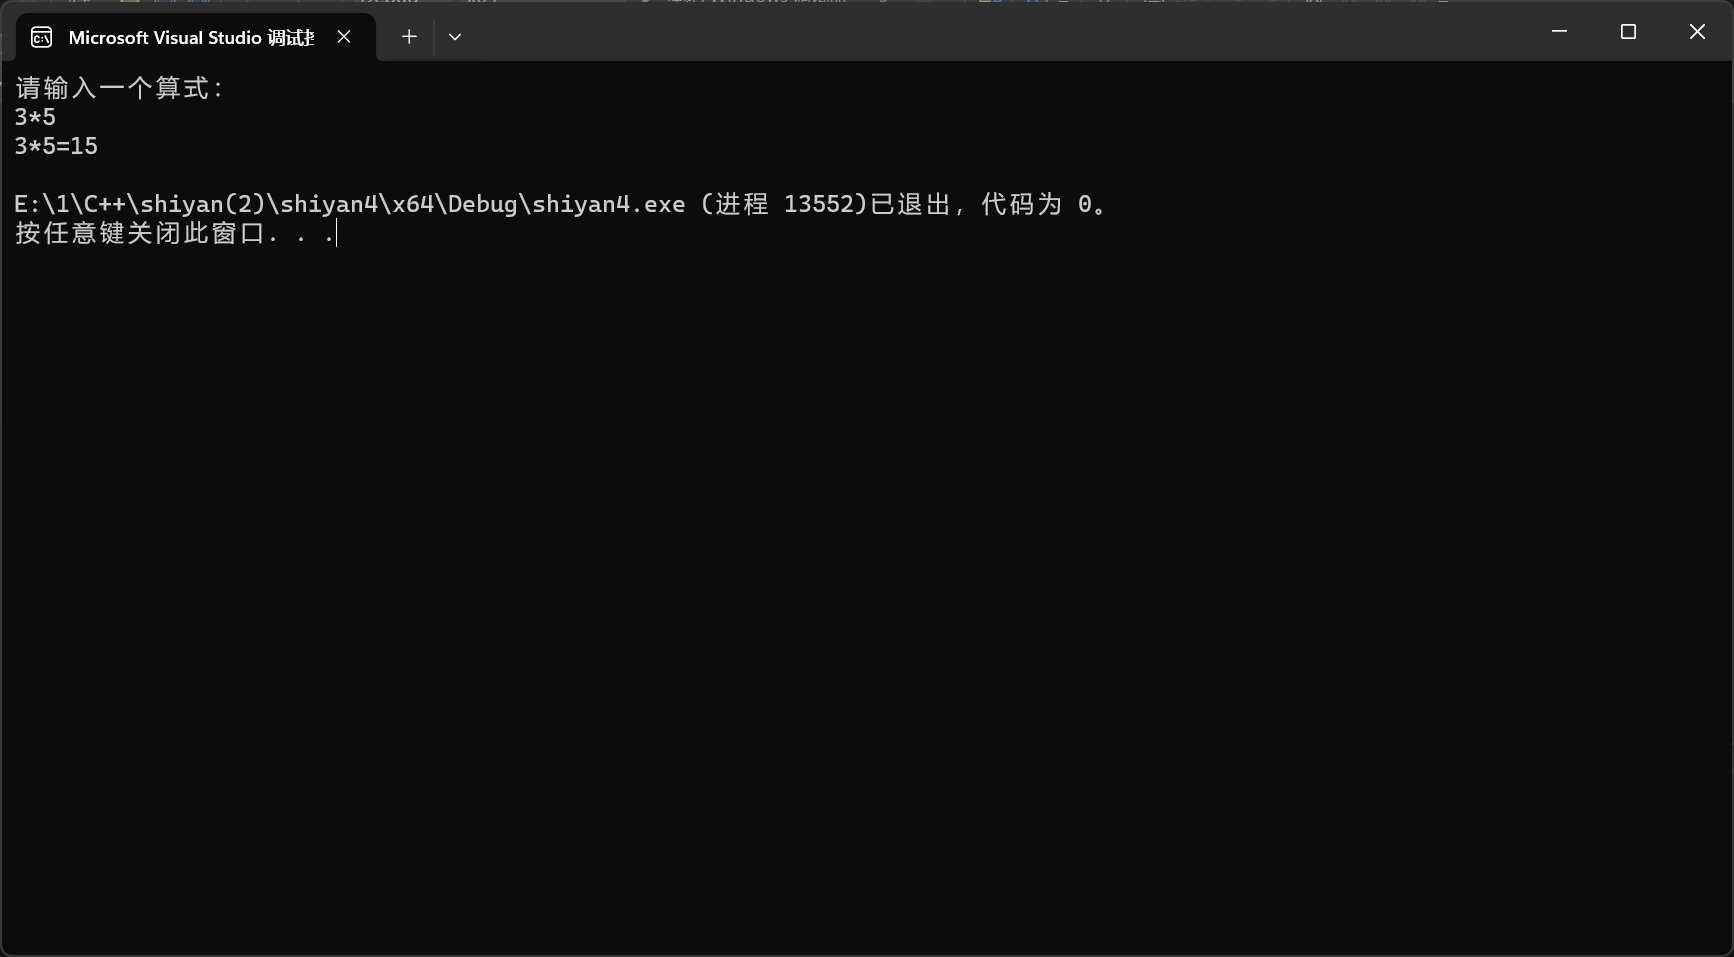 Microsoft Visual Studio 调试
请输入一个算式：
3*5
3*5=15
E:\1\C++\shiyan(2)\shiyan4\x64\Debug\shiyan4.exe (进程 13552)已退出，代码为 0。
按任意键关闭此窗口. . .